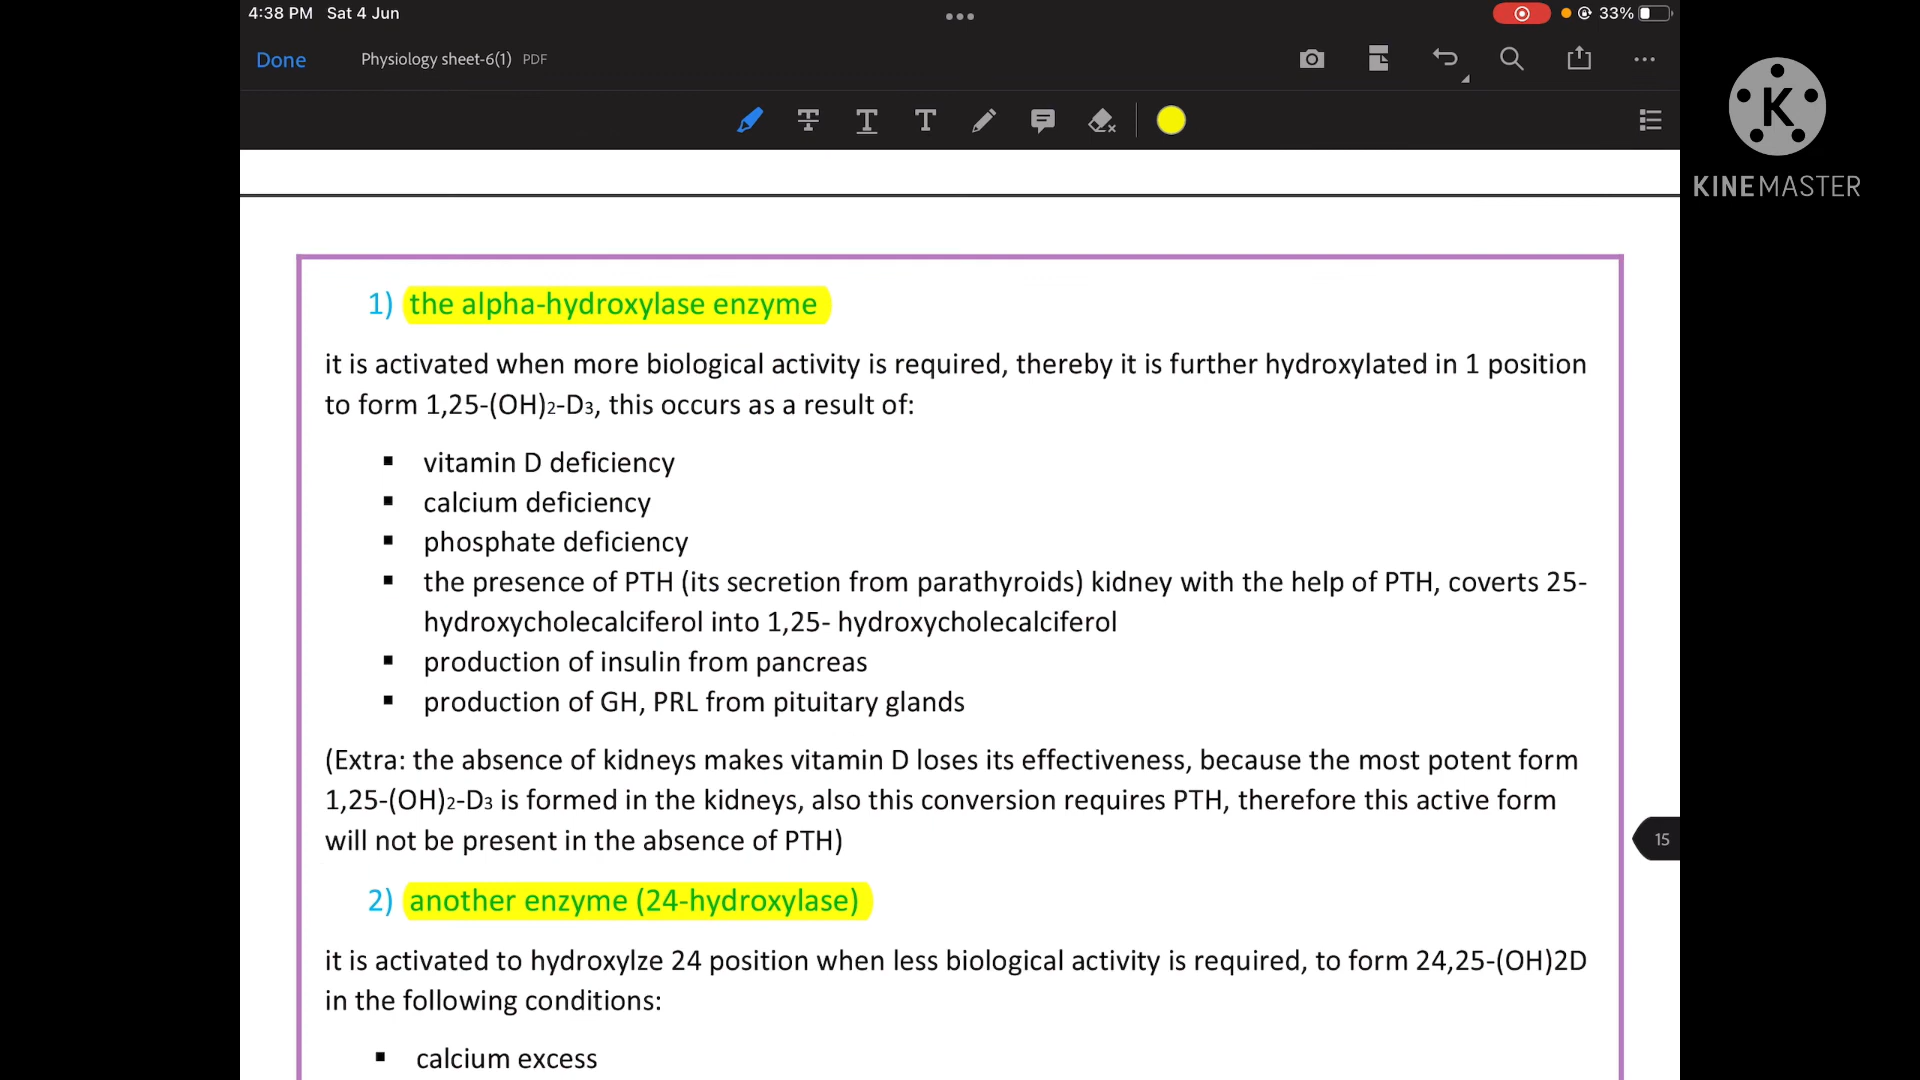 4:38 PM Sat 4 Jun
33%
Done
Physiology sheet-6(1) PDF
K
KINEMASTER
1) the alpha-hydroxylase enzyme
it is activated when more biological activity is required, thereby it is further hydroxylated in 1 position
to form 1,25-(OH)2-D3, this occurs as a result of:
▪ vitamin D deficiency
▪ calcium deficiency
▪ phosphate deficiency
▪ the presence of PTH (its secretion from parathyroids) kidney with the help of PTH, coverts 25-
hydroxycholecalciferol into 1,25- hydroxycholecalciferol
▪ production of insulin from pancreas
▪ production of GH, PRL from pituitary glands
(Extra: the absence of kidneys makes vitamin D loses its effectiveness, because the most potent form
1,25-(OH)2-D3 is formed in the kidneys, also this conversion requires PTH, therefore this active form
will not be present in the absence of PTH)
15
2) another enzyme (24-hydroxylase)
it is activated to hydroxylze 24 position when less biological activity is required, to form 24,25-(OH)2D
in the following conditions:
▪ calcium excess